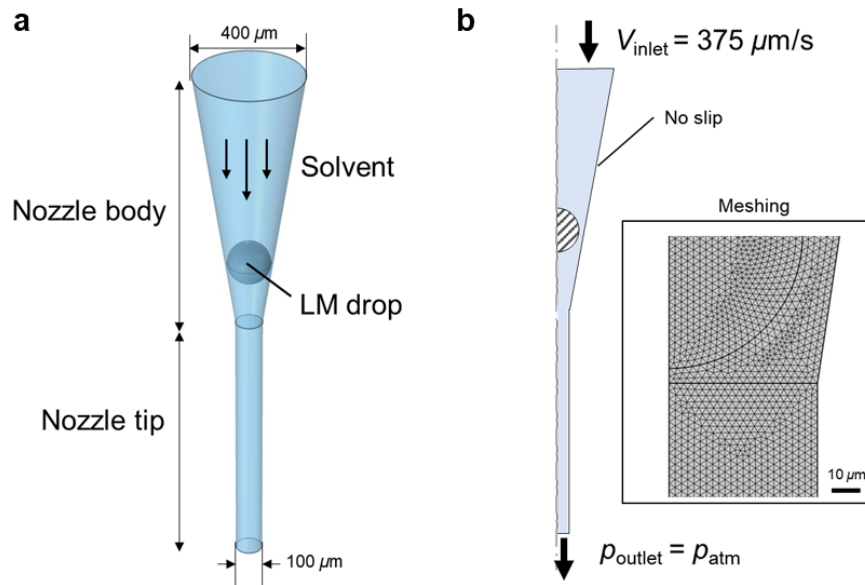 a
400 µm
Solvent
Nozzle body
LM drop
Nozzle tip
100 µm
b
V_inlet = 375 µm/s
No slip
Meshing
10 µm
p_outlet = p_atm